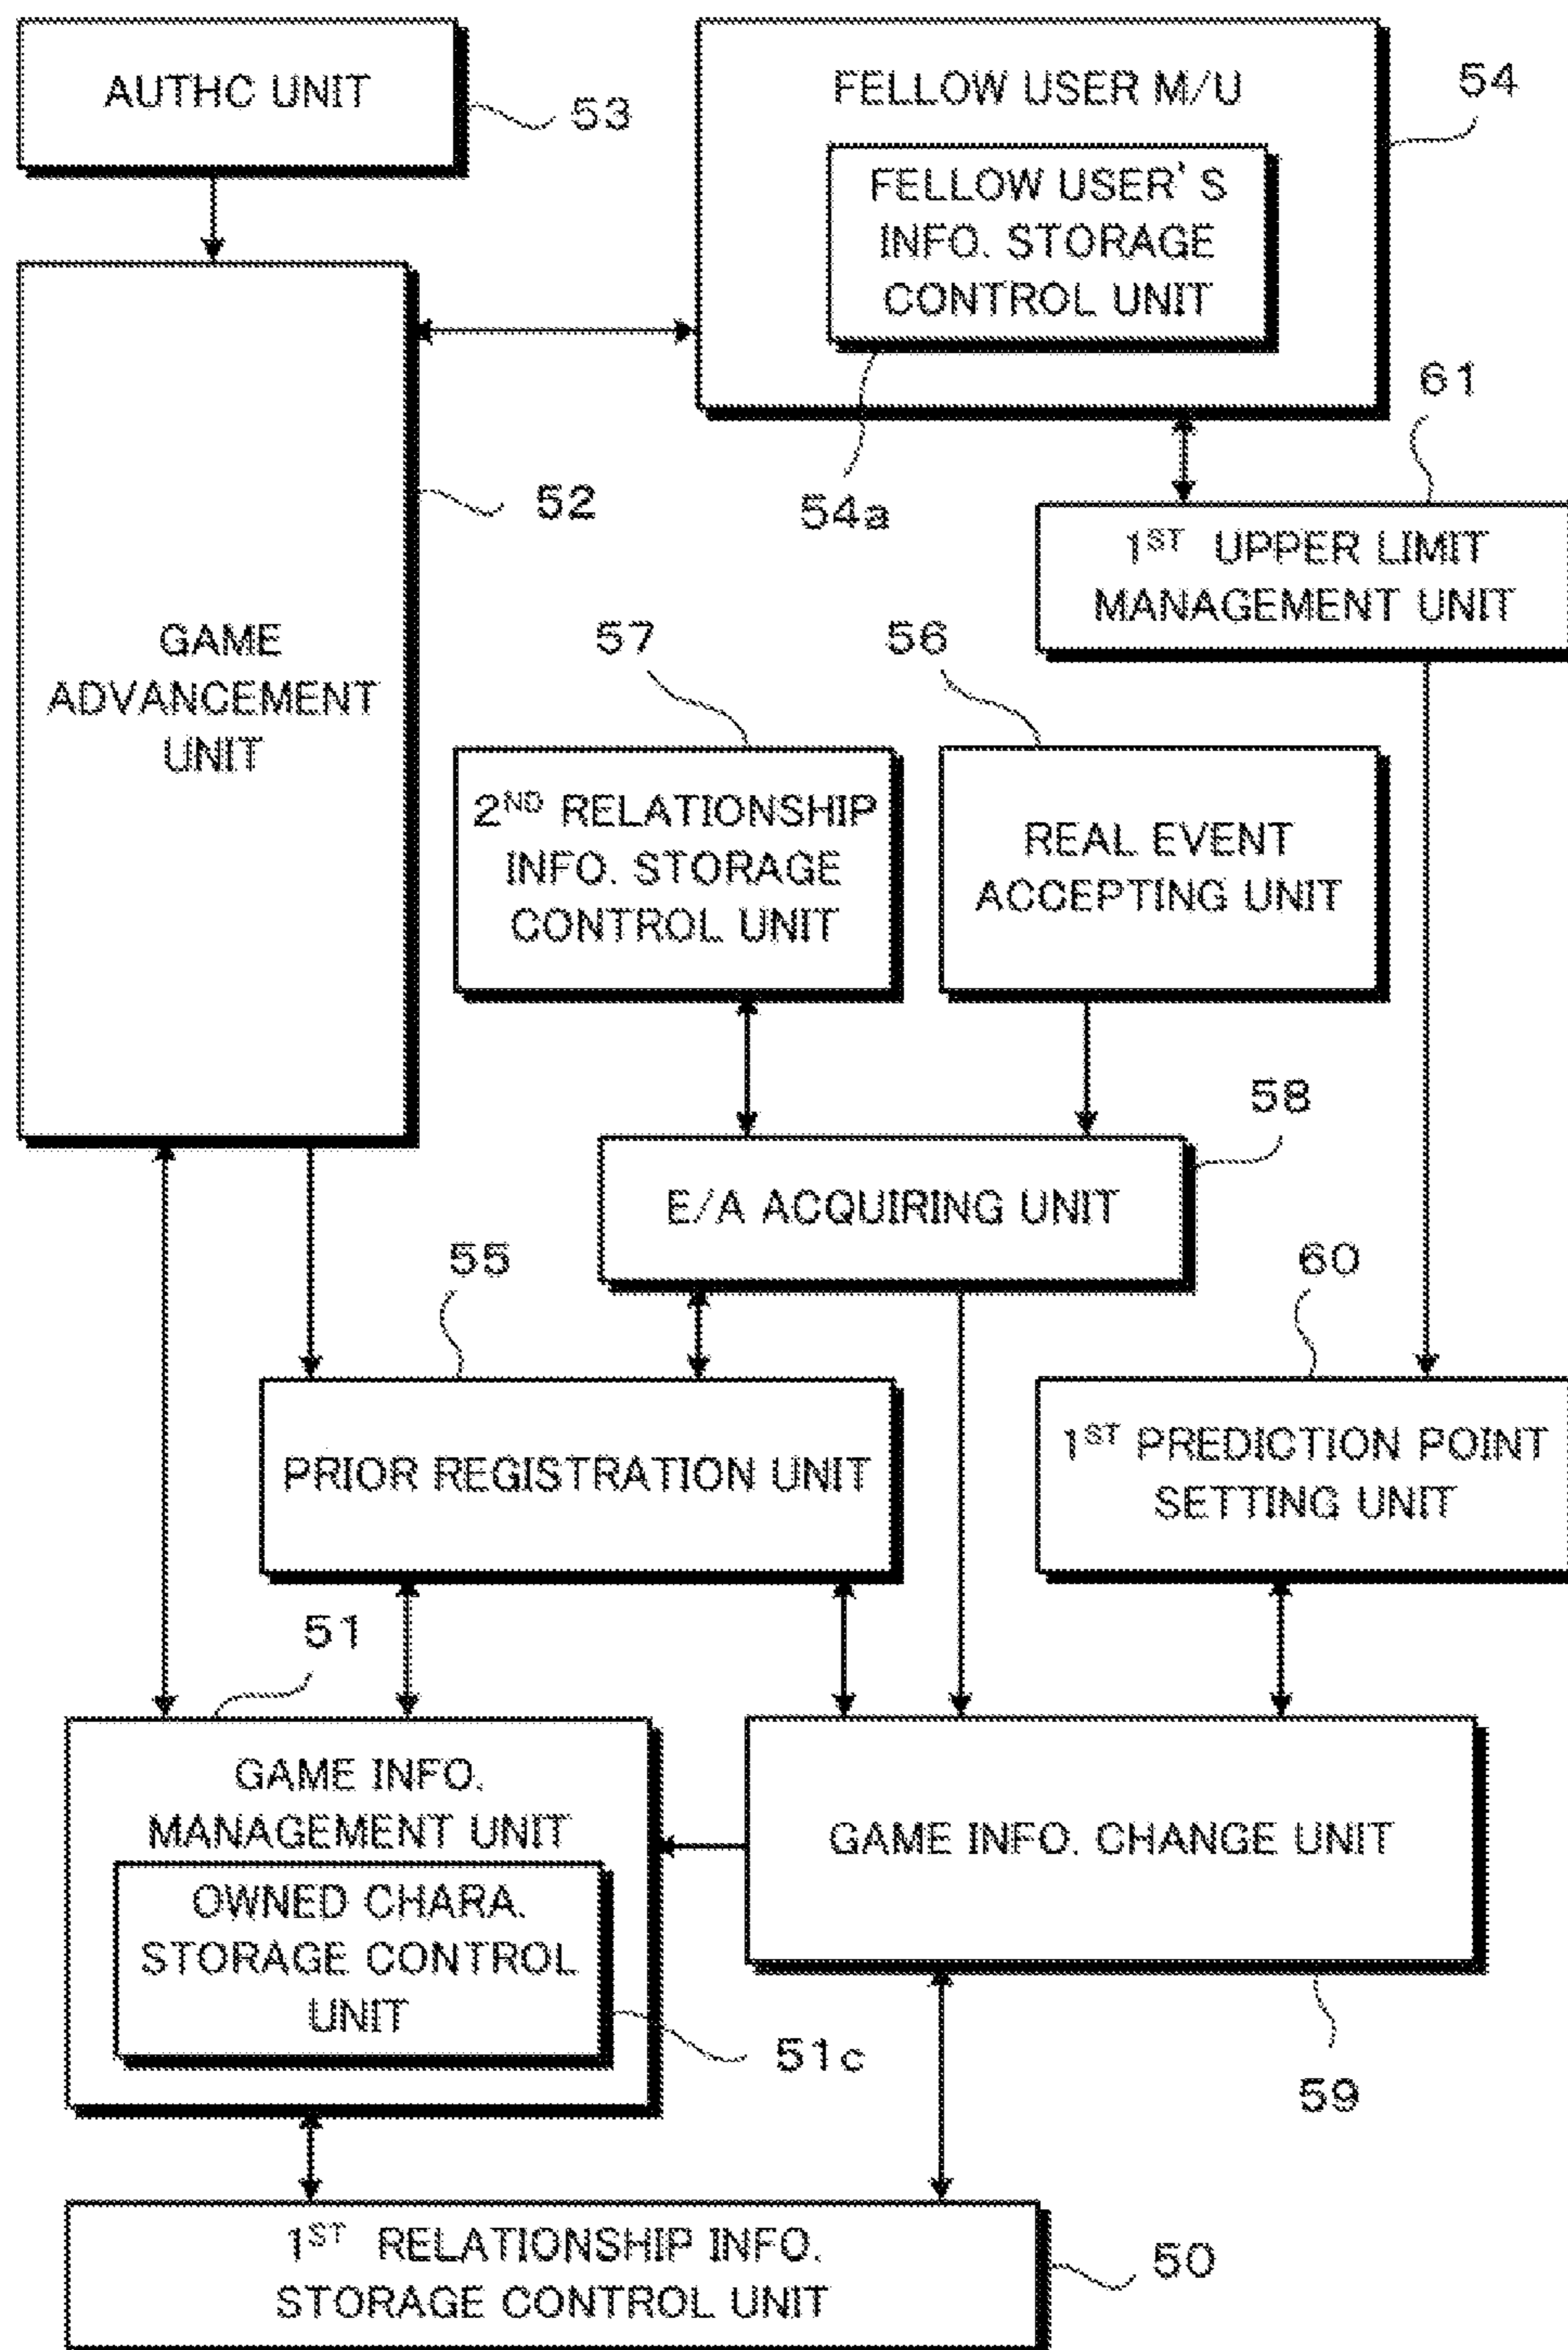 AUTHC UNIT
53
FELLOW USER M/U
54
FELLOW USER'S
INFO. STORAGE
CONTROL UNIT
54a
61
52
1ST UPPER LIMIT
MANAGEMENT UNIT
GAME
ADVANCEMENT
UNIT
57
56
2ND RELATIONSHIP
INFO. STORAGE
CONTROL UNIT
REAL EVENT
ACCEPTING UNIT
58
E/A ACQUIRING UNIT
55
60
PRIOR REGISTRATION UNIT
1ST PREDICTION POINT
SETTING UNIT
51
GAME INFO.
MANAGEMENT UNIT
OWNED CHARA.
STORAGE CONTROL
UNIT
51c
GAME INFO. CHANGE UNIT
59
1ST RELATIONSHIP INFO.
STORAGE CONTROL UNIT
50